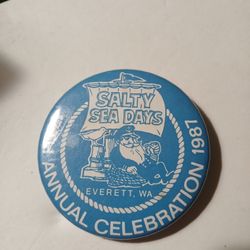 SALTY
SEA DAYS
EVERETT, WA
ANNUAL CELEBRATION 1987